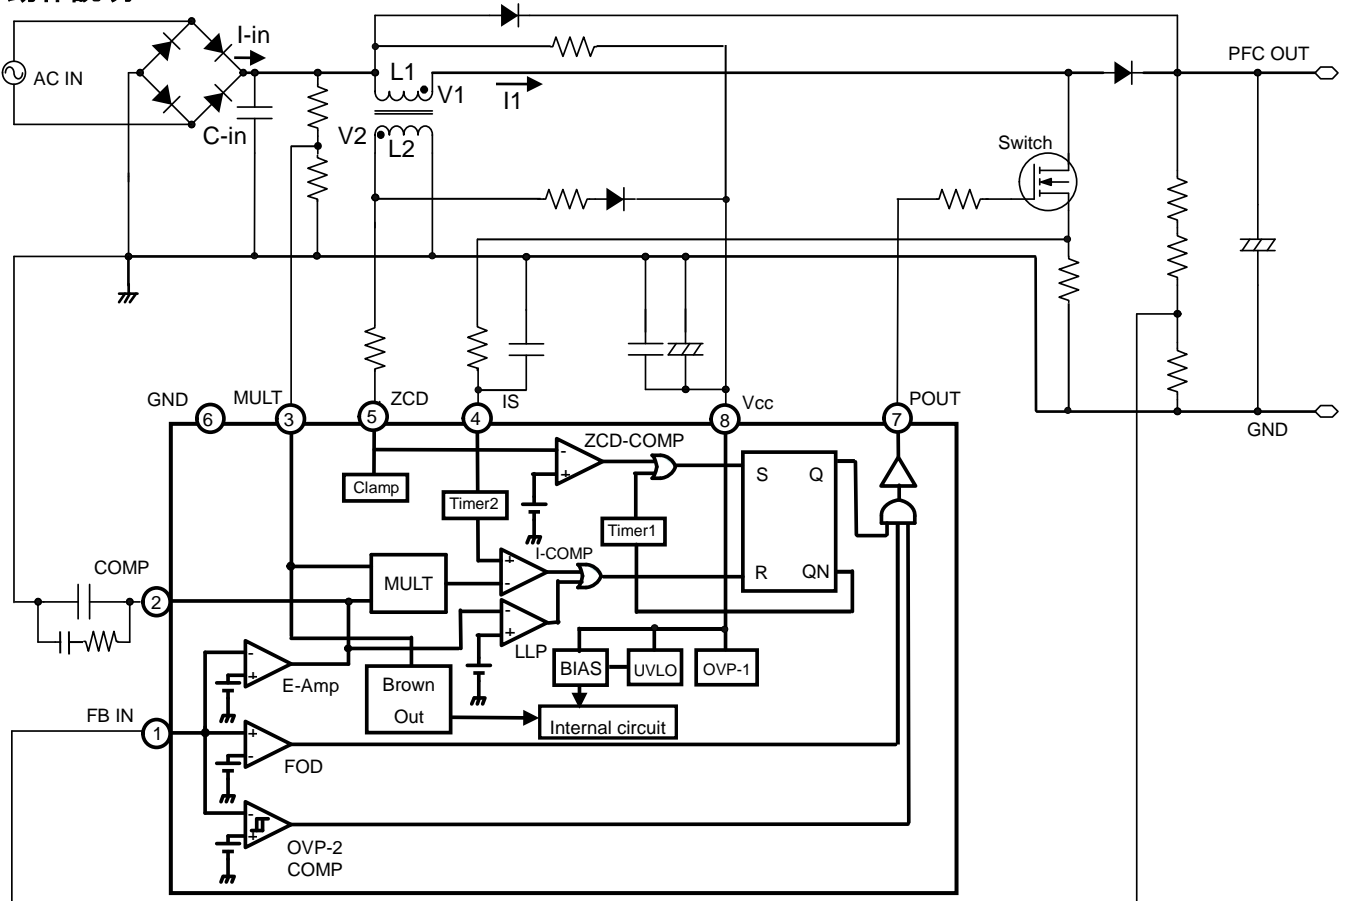 I-in
AC IN
C-in
L1
V1
V2
L2
I1
PFC OUT
Switch
GND
GND
MULT
ZCD
IS
Vcc
POUT
6
3
5
4
8
7
Clamp
Timer2
ZCD-COMP
-
+
Timer1
S
Q
R
QN
COMP
2
MULT
I-COMP
+
-
-
+
LLP
-
+
E-Amp
Brown
Out
BIAS
UVLO
OVP-1
Internal circuit
FB IN
1
+
-
FOD
-
+
OVP-2
COMP